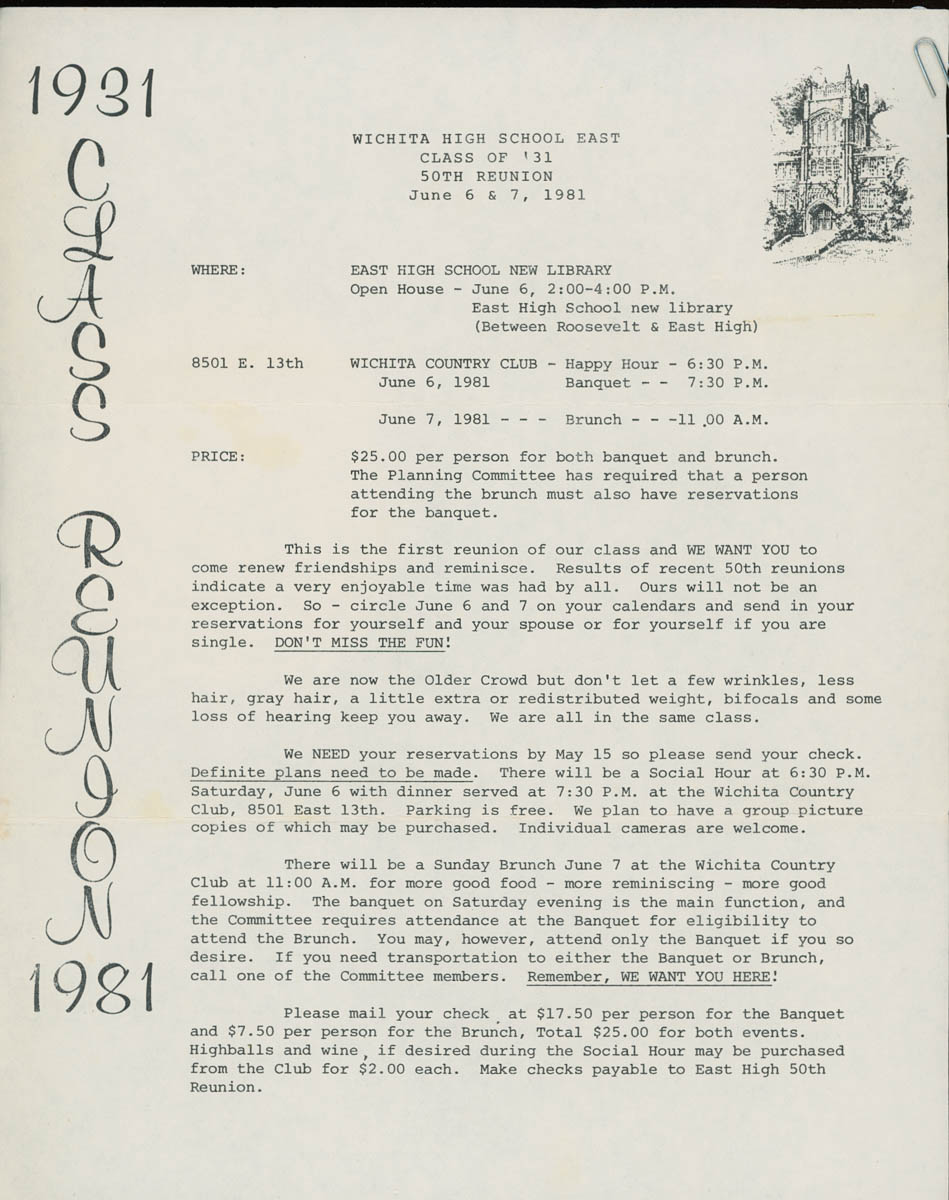 1931
CLASS
REUNION
1981
WICHITA HIGH SCHOOL EAST
CLASS OF '31
50TH REUNION
June 6 & 7, 1981
WHERE: EAST HIGH SCHOOL NEW LIBRARY
Open House - June 6, 2:00-4:00 P.M.
East High School new library
(Between Roosevelt & East High)
8501 E. 13th WICHITA COUNTRY CLUB - Happy Hour - 6:30 P.M.
June 6, 1981 Banquet - - 7:30 P.M.
June 7, 1981 - - - Brunch - - -11.00 A.M.
PRICE: $25.00 per person for both banquet and brunch.
The Planning Committee has required that a person
attending the brunch must also have reservations
for the banquet.
This is the first reunion of our class and WE WANT YOU to
come renew friendships and reminisce. Results of recent 50th reunions
indicate a very enjoyable time was had by all. Ours will not be an
exception. So - circle June 6 and 7 on your calendars and send in your
reservations for yourself and your spouse or for yourself if you are
single. DON'T MISS THE FUN!
We are now the Older Crowd but don't let a few wrinkles, less
hair, gray hair, a little extra or redistributed weight, bifocals and some
loss of hearing keep you away. We are all in the same class.
We NEED your reservations by May 15 so please send your check.
Definite plans need to be made. There will be a Social Hour at 6:30 P.M.
Saturday, June 6 with dinner served at 7:30 P.M. at the Wichita Country
Club, 8501 East 13th. Parking is free. We plan to have a group picture
copies of which may be purchased. Individual cameras are welcome.
There will be a Sunday Brunch June 7 at the Wichita Country
Club at 11:00 A.M. for more good food - more reminiscing - more good
fellowship. The banquet on Saturday evening is the main function, and
the Committee requires attendance at the Banquet for eligibility to
attend the Brunch. You may, however, attend only the Banquet if you so
desire. If you need transportation to either the Banquet or Brunch,
call one of the Committee members. Remember, WE WANT YOU HERE!
Please mail your check at $17.50 per person for the Banquet
and $7.50 per person for the Brunch, Total $25.00 for both events.
Highballs and wine, if desired during the Social Hour may be purchased
from the Club for $2.00 each. Make checks payable to East High 50th
Reunion.